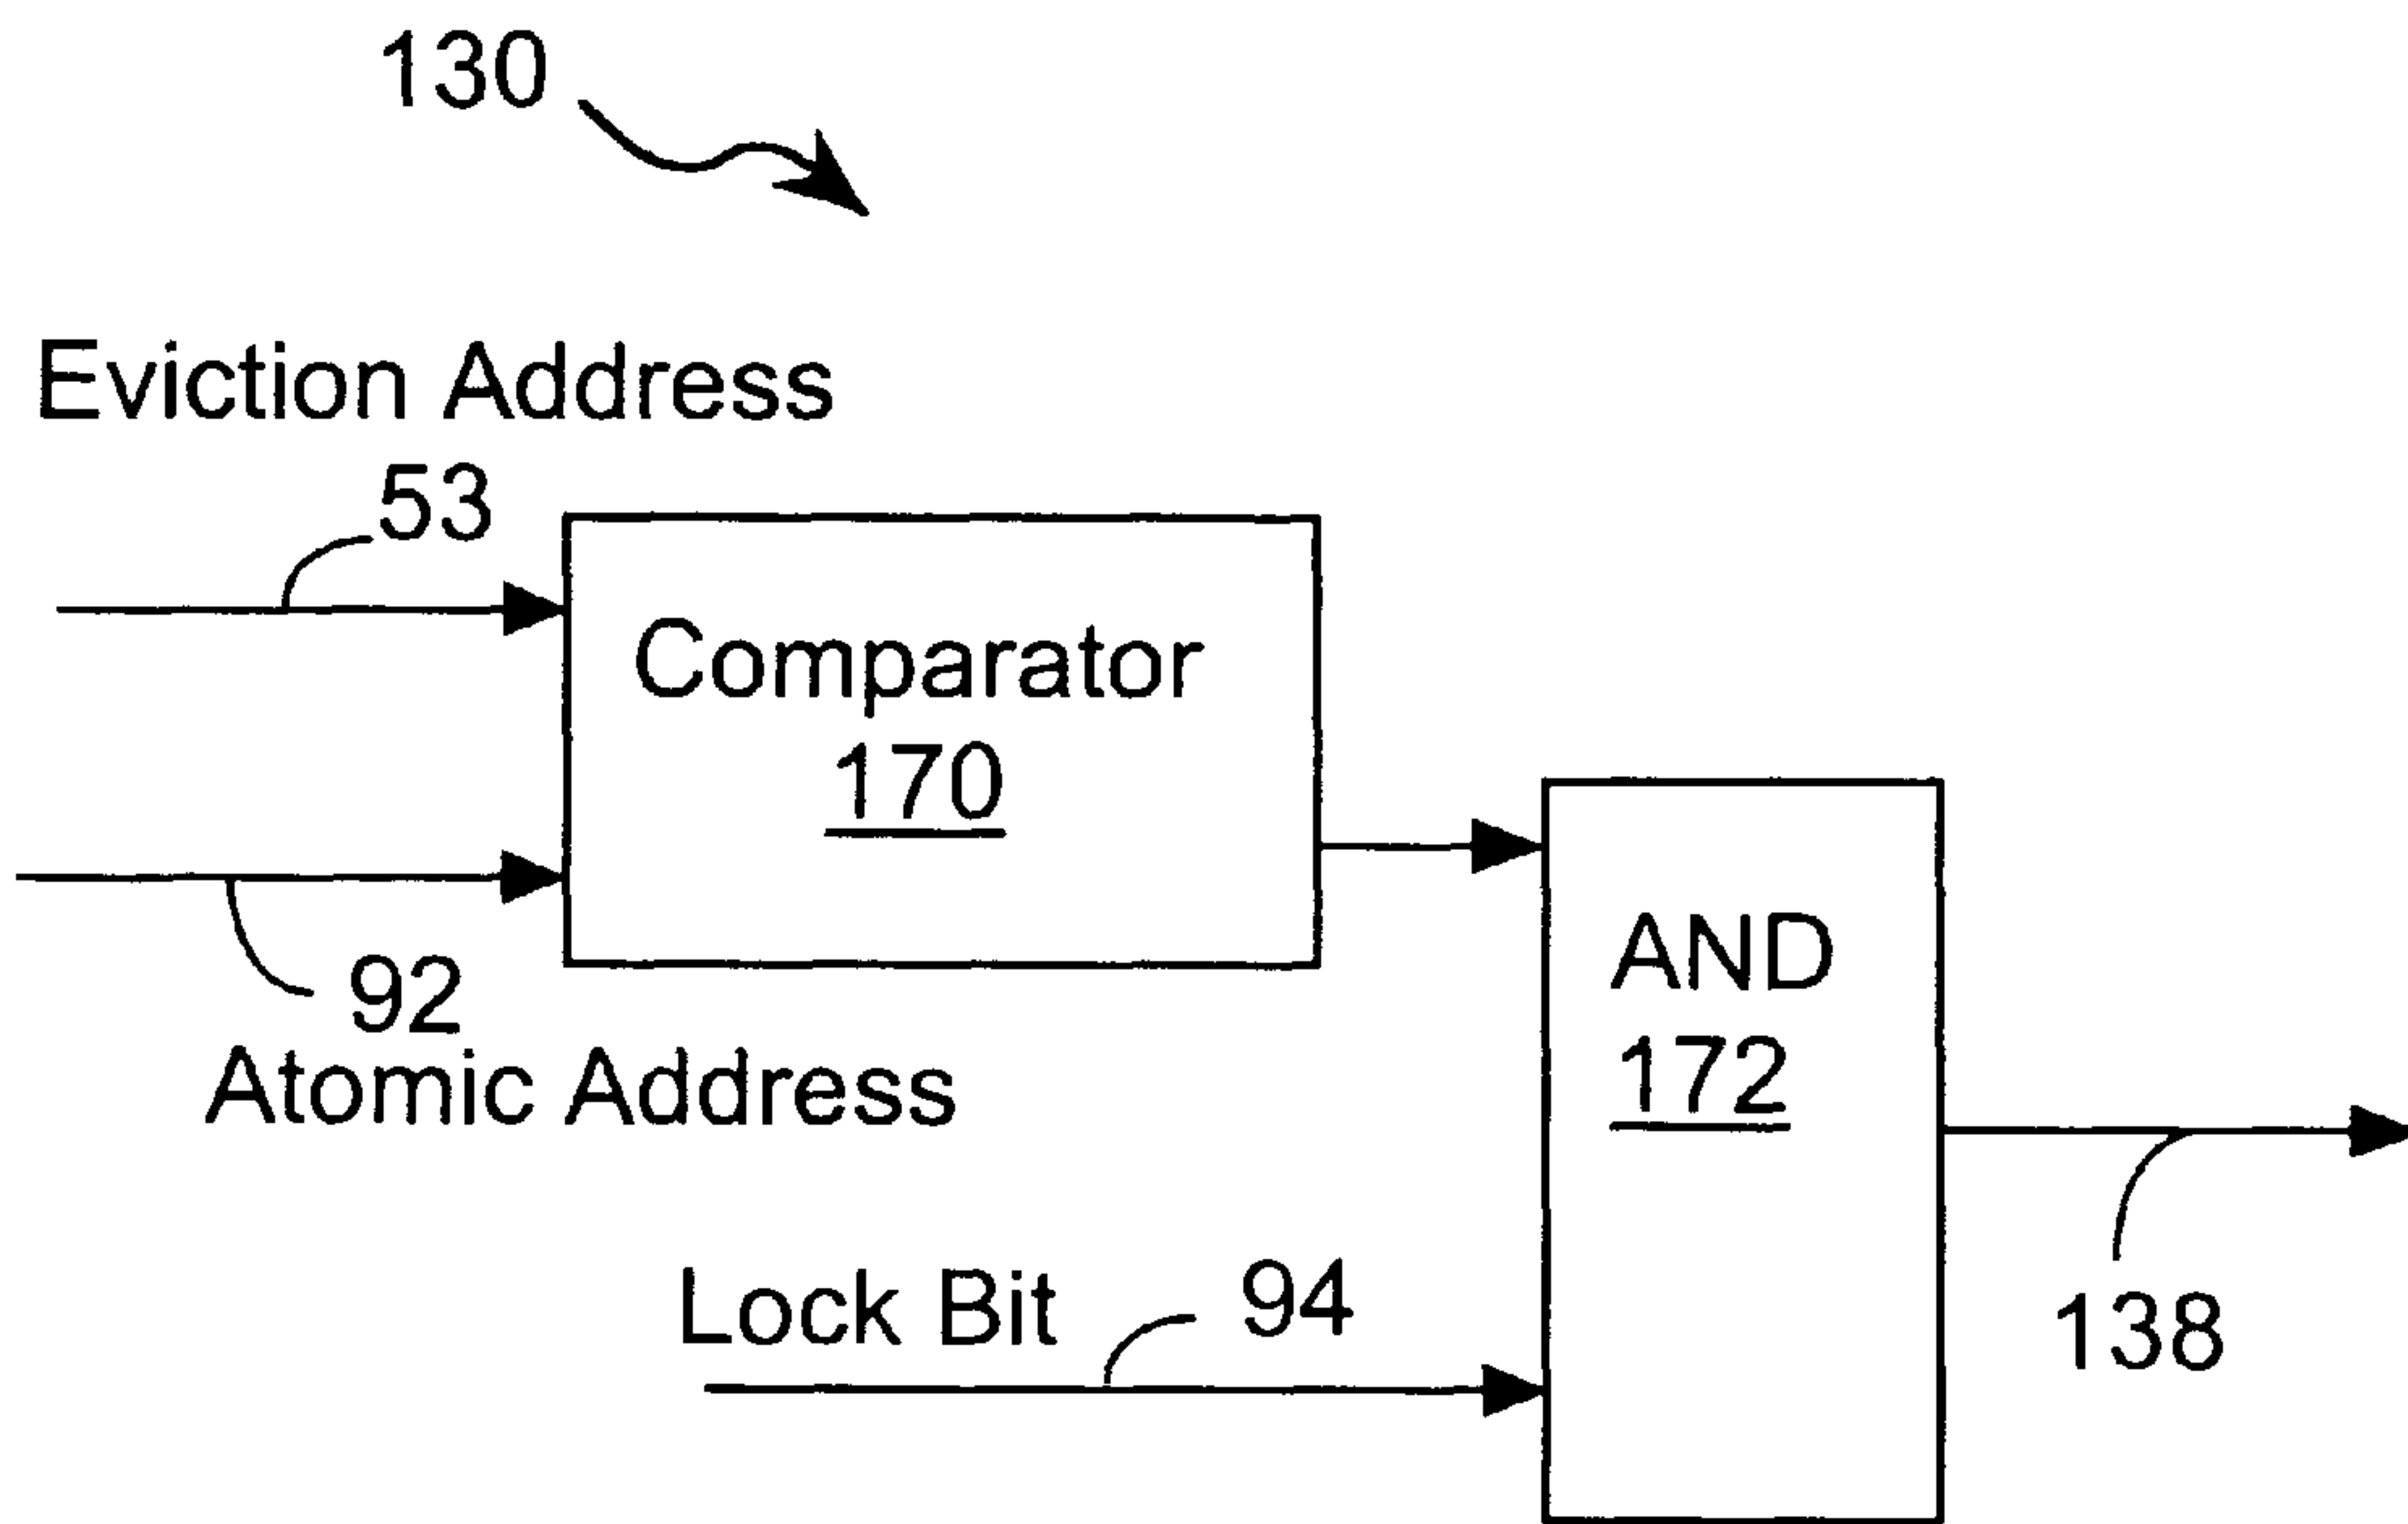 130
Eviction Address
53
Comparator
170
92
Atomic Address
AND
172
Lock Bit 94
138